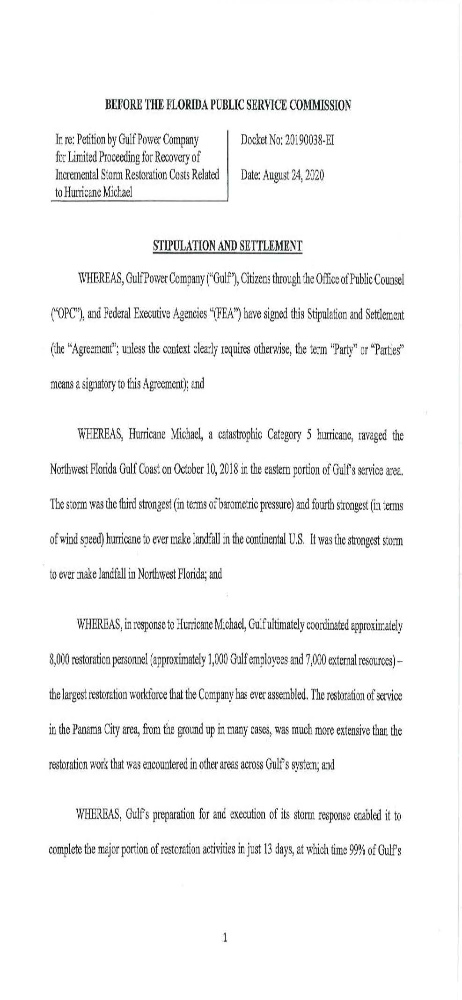 BEFORE THE FLORIDA PUBLIC SERVICE COMMISSION
In re: Petition by Gulf Power Company
for Limited Proceeding for Recovery of
Incremental Storm Restoration Costs Related
to Hurricane Michael
Docket No: 20190038-EI
Date: August 24, 2020
STIPULATION AND SETTLEMENT
WHEREAS, Gulf Power Company (“Gulf”), Citizens through the Office of Public Counsel
(“OPC”), and Federal Executive Agencies “(FEA”) have signed this Stipulation and Settlement
(the “Agreement”; unless the context clearly requires otherwise, the term “Party” or “Parties”
means a signatory to this Agreement); and
WHEREAS, Hurricane Michael, a catastrophic Category 5 hurricane, ravaged the
Northwest Florida Gulf Coast on October 10, 2018 in the eastern portion of Gulf’s service area.
The storm was the third strongest (in terms of barometric pressure) and fourth strongest (in terms
of wind speed) hurricane to ever make landfall in the continental U.S. It was the strongest storm
to ever make landfall in Northwest Florida; and
WHEREAS, in response to Hurricane Michael, Gulf ultimately coordinated approximately
8,000 restoration personnel (approximately 1,000 Gulf employees and 7,000 external resources) –
the largest restoration workforce that the Company has ever assembled. The restoration of service
in the Panama City area, from the ground up in many cases, was much more extensive than the
restoration work that was encountered in other areas across Gulf’s system; and
WHEREAS, Gulf’s preparation for and execution of its storm response enabled it to
complete the major portion of restoration activities in just 13 days, at which time 99% of Gulf’s
1